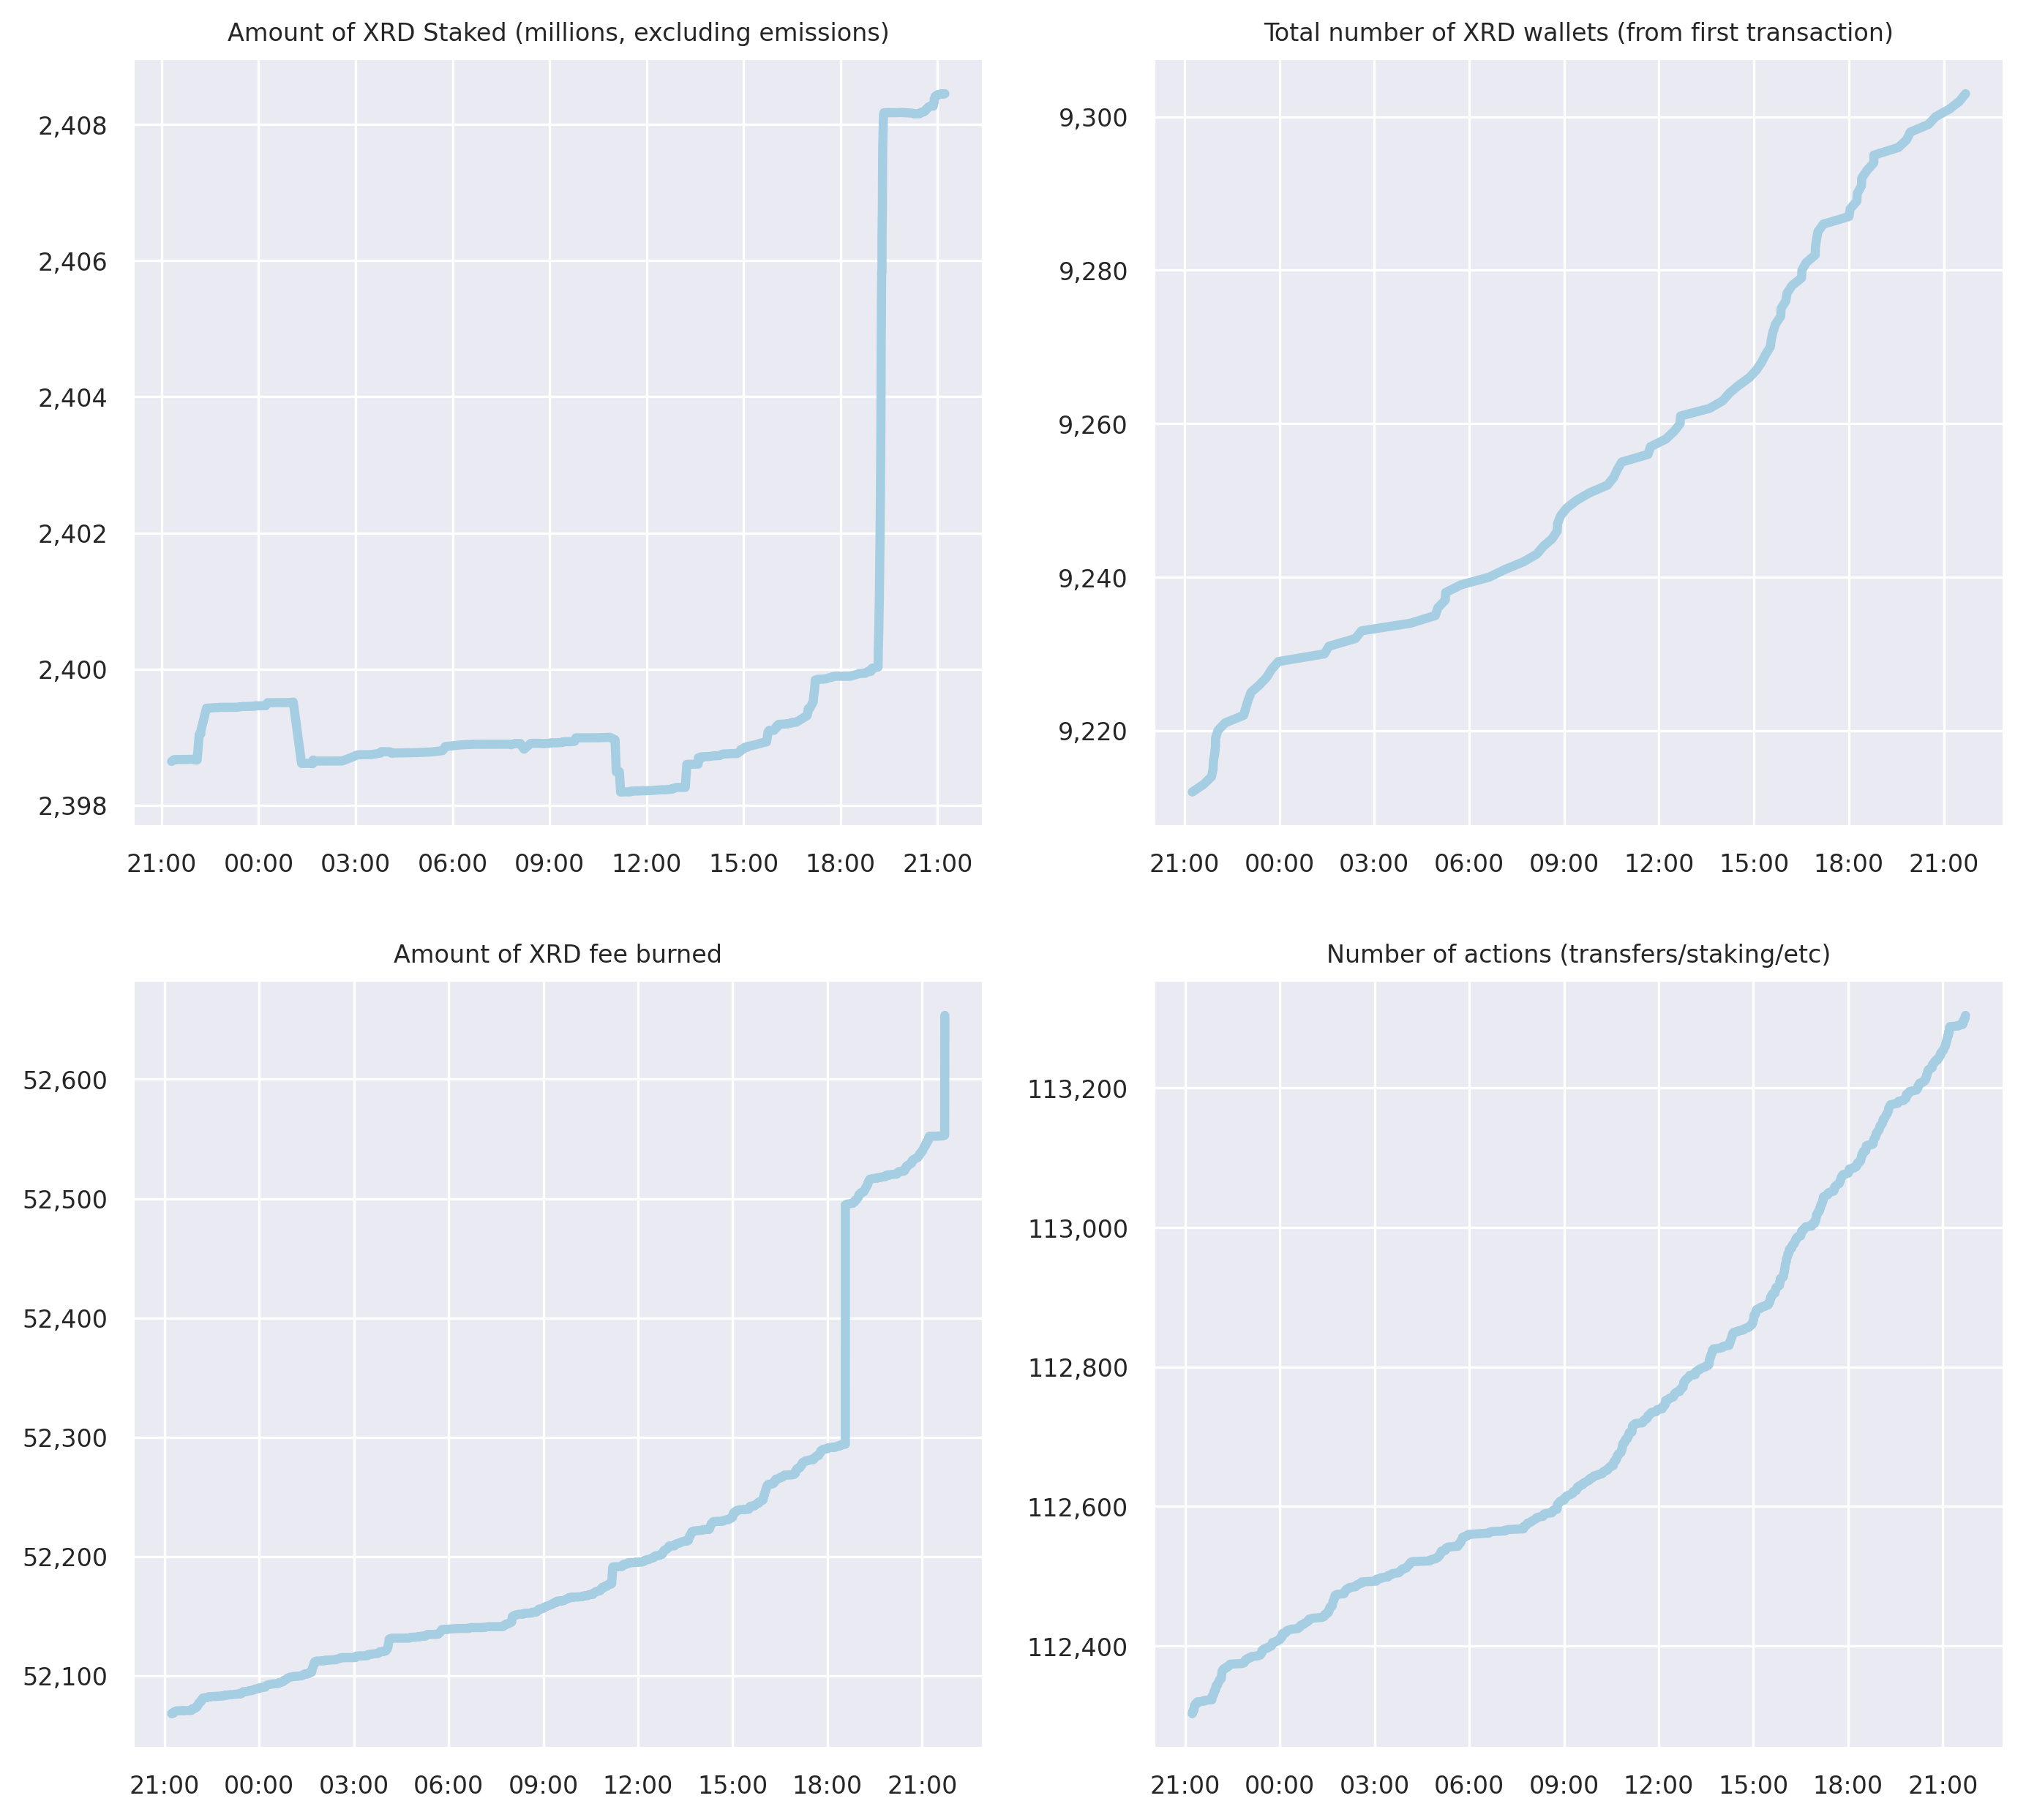 Amount of XRD Staked (millions, excluding emissions)
2,408
2,406
2,404
2,402
2,400
2,398
21:00 00:00 03:00 06:00 09:00 12:00 15:00 18:00 21:00
Total number of XRD wallets (from first transaction)
9,300
9,280
9,260
9,240
9,220
21:00 00:00 03:00 06:00 09:00 12:00 15:00 18:00 21:00
Amount of XRD fee burned
52,600
52,500
52,400
52,300
52,200
52,100
21:00 00:00 03:00 06:00 09:00 12:00 15:00 18:00 21:00
Number of actions (transfers/staking/etc)
113,200
113,000
112,800
112,600
112,400
21:00 00:00 03:00 06:00 09:00 12:00 15:00 18:00 21:00